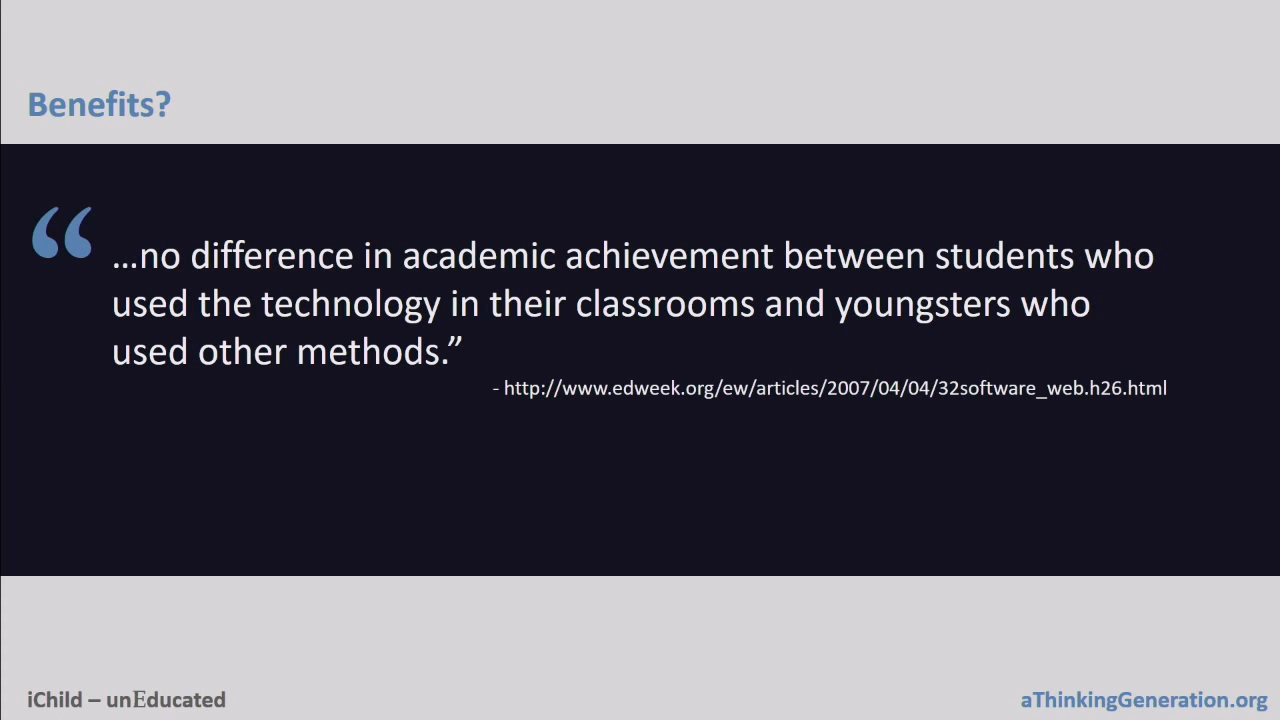 Benefits?
“
…no difference in academic achievement between students who
used the technology in their classrooms and youngsters who
used other methods.”
- http://www.edweek.org/ew/articles/2007/04/04/32software_web.h26.html
iChild – unEducated
aThinkingGeneration.org